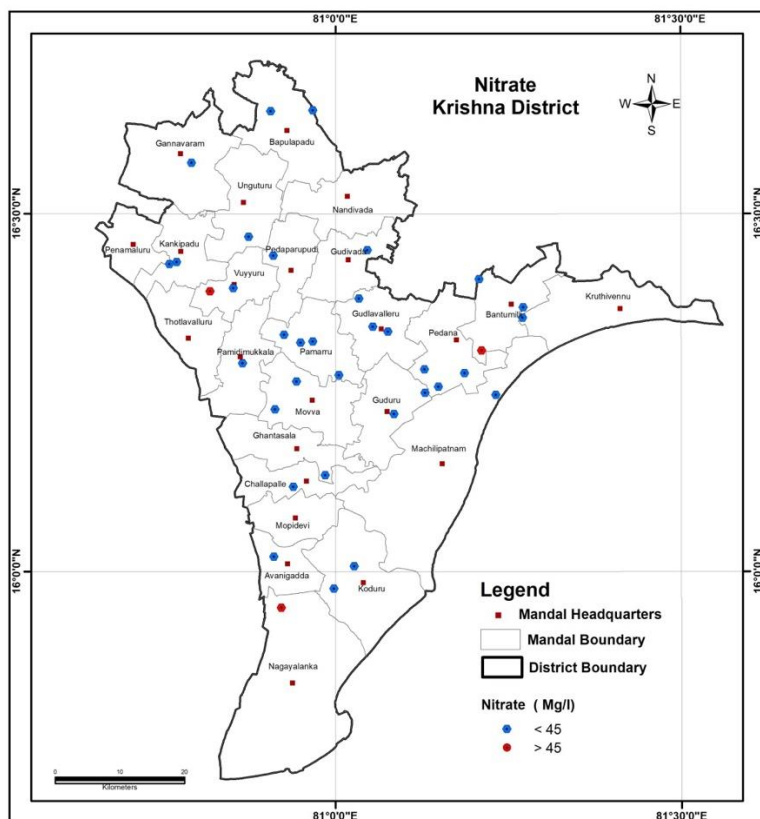 81°0'0"E
81°30'0"E
Nitrate
Krishna District
N
W
E
S
Gannavaram
Bapulapadu
Unguturu
Nandivada
16°30'0"N
16°30'0"N
Penamaluru
Kankipadu
Pedaparupudi
Gudivada
Vuyyuru
Kruthivennu
Bantumilli
Gudlavalleru
Thotlavalluru
Pedana
Pamidimukkala
Pamarru
Movva
Guduru
Ghantasala
Machilipatnam
Challapalle
Mopidevi
16°0'0"N
16°0'0"N
Avanigadda
Koduru
Legend
Mandal Headquarters
Mandal Boundary
District Boundary
Nagayalanka
Nitrate ( Mg/l)
< 45
> 45
0 10 20
Kilometers
81°0'0"E
81°30'0"E